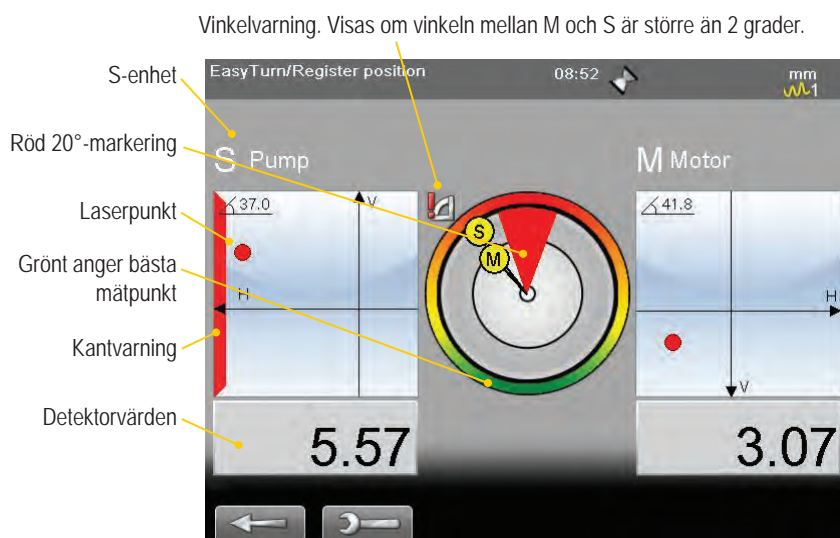 Vinkelvarning. Visas om vinkeln mellan M och S är större än 2 grader.
S-enhet
Röd 20°-markering
Laserpunkt
Grönt anger bästa
mätpunkt
Kantvarning
Detektorvärden
EasyTurn/Register position
08:52
mm
1
S Pump
M Motor
37.0
V
H
S
M
41.8
H
V
5.57
3.07